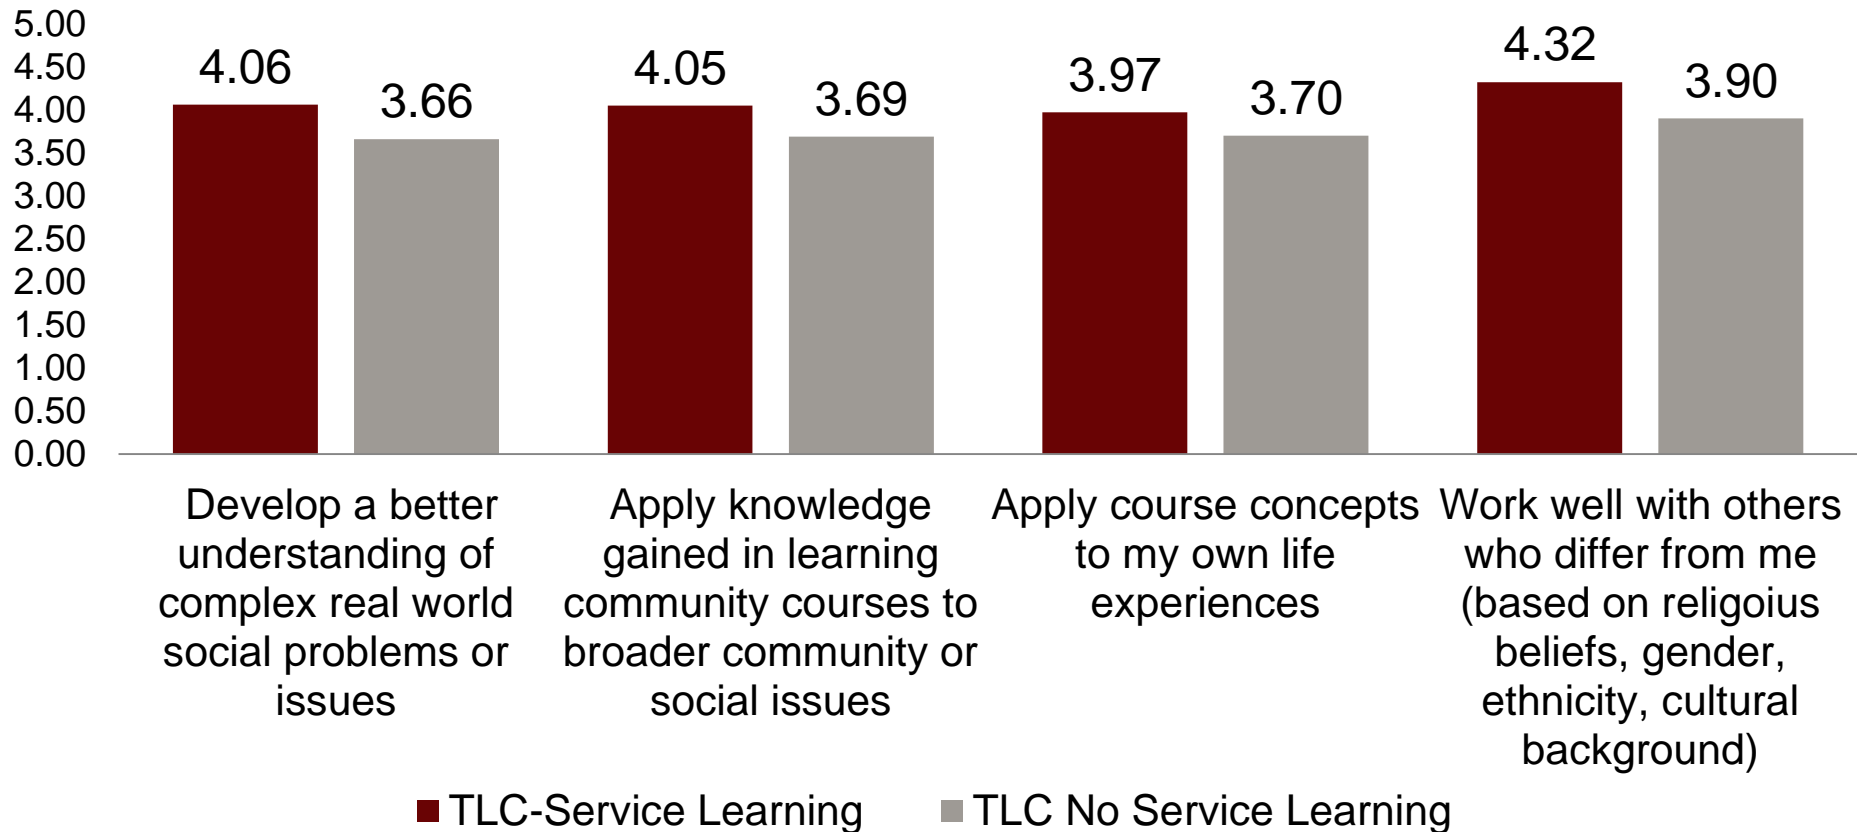 5.00
4.50
4.00
3.50
3.00
2.50
2.00
1.50
1.00
0.50
0.00
4.06
3.66
4.05
3.69
3.97
3.70
4.32
3.90
Develop a better
understanding of
complex real world
social problems or
issues
Apply knowledge
gained in learning
community courses to
broader community or
social issues
Apply course concepts
to my own life
experiences
Work well with others
who differ from me
(based on religoius
beliefs, gender,
ethnicity, cultural
background)
TLC-Service Learning
TLC No Service Learning